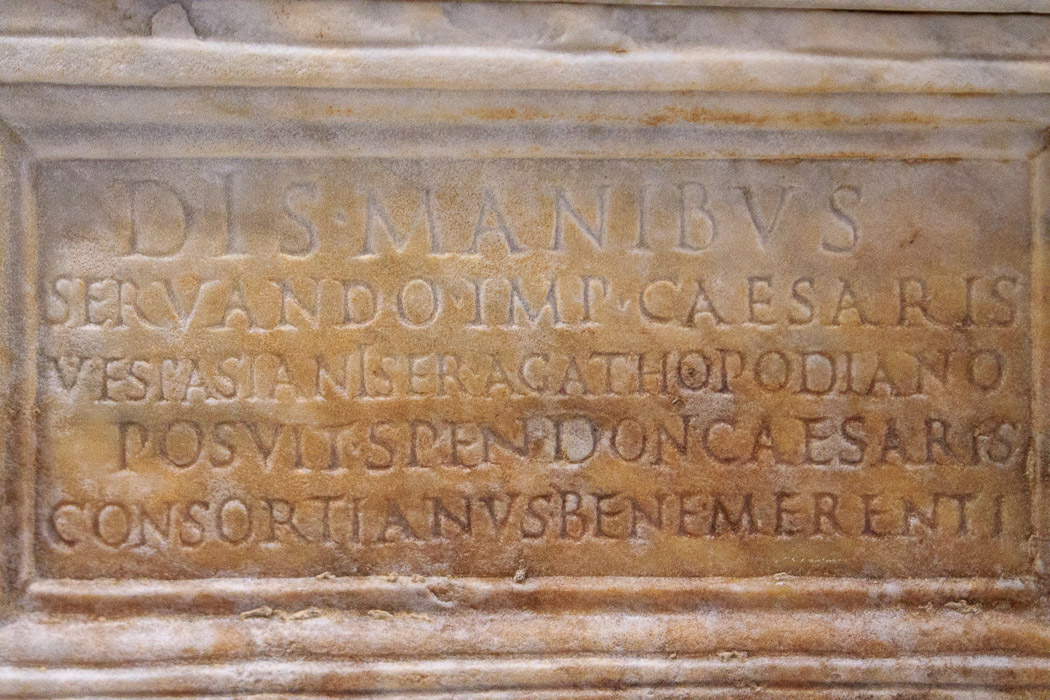 DIS·MANIBVS
SERVANDO·IMP·CAESARIS
VESPASIANI SER·AGATHOPODIANO
POSVIT·SPENDON CAESARIS
CONSORTIANVS BENE·MERENTI